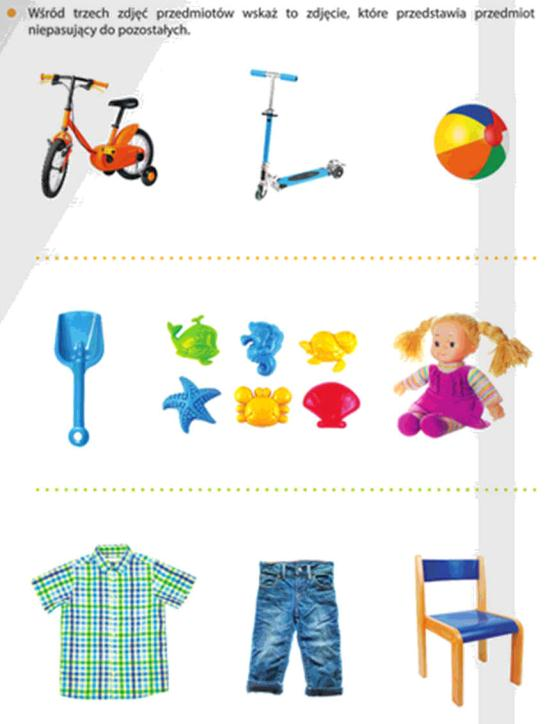 Wśród trzech zdjęć przedmiotów wskaż to zdjęcie, które przedstawia przedmiot
niepasujący do pozostałych.